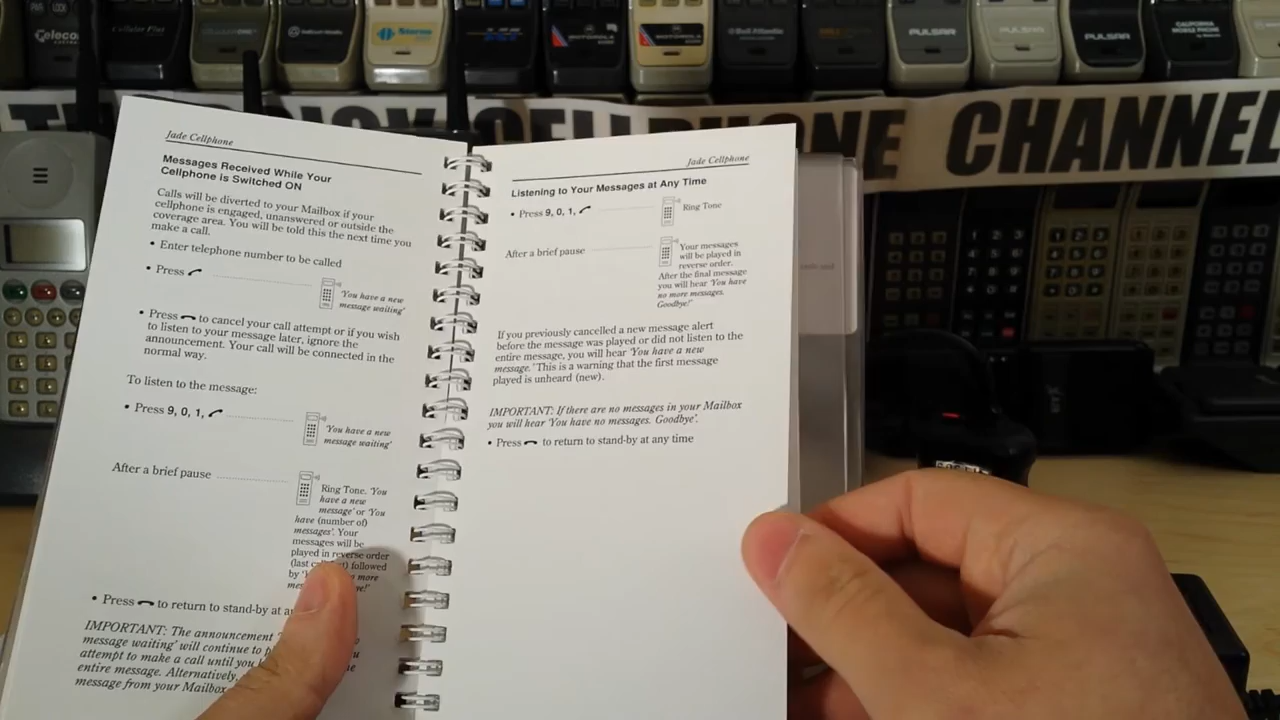 Telecom
Cellular Plus
MOTOROLA
MOTOROLA
Bell Atlantic
PULSAR
PULSAR
PULSAR
CALIFORNIA
MOBILE PHONE
CELLPHONE CHANNEL
Jade Cellphone
Messages Received While Your
Cellphone is Switched ON
Calls will be diverted to your Mailbox if your
cellphone is engaged, unanswered or outside the
coverage area. You will be told this the next time you
make a call.
• Enter telephone number to be called
• Press
'You have a new
message waiting'
• Press to cancel your call attempt or if you wish
to listen to your message later, ignore the
announcement. Your call will be connected in the
normal way.
To listen to the message:
• Press 9, 0, 1,
'You have a new
message waiting'
After a brief pause
Ring Tone. 'You
have a new
message' or 'You
have (number of)
messages'. Your
messages will be
played in reverse order
(last followed
by more
• Press to return to stand-by at
IMPORTANT: The announcement
message waiting' will continue to
attempt to make a call until you
entire message. Alternatively,
message from your Mailbox
Jade Cellphone
Listening to Your Messages at Any Time
• Press 9, 0, 1,
Ring Tone
After a brief pause
Your messages
will be played in
reverse order.
After the final message
you will hear 'You have
no more messages.
Goodbye!'
If you previously cancelled a new message alert
before the message was played or did not listen to the
entire message, you will hear 'You have a new
message.' This is a warning that the first message
played is unheard (new).
IMPORTANT: If there are no messages in your Mailbox
you will hear 'You have no messages. Goodbye'.
• Press to return to stand-by at any time